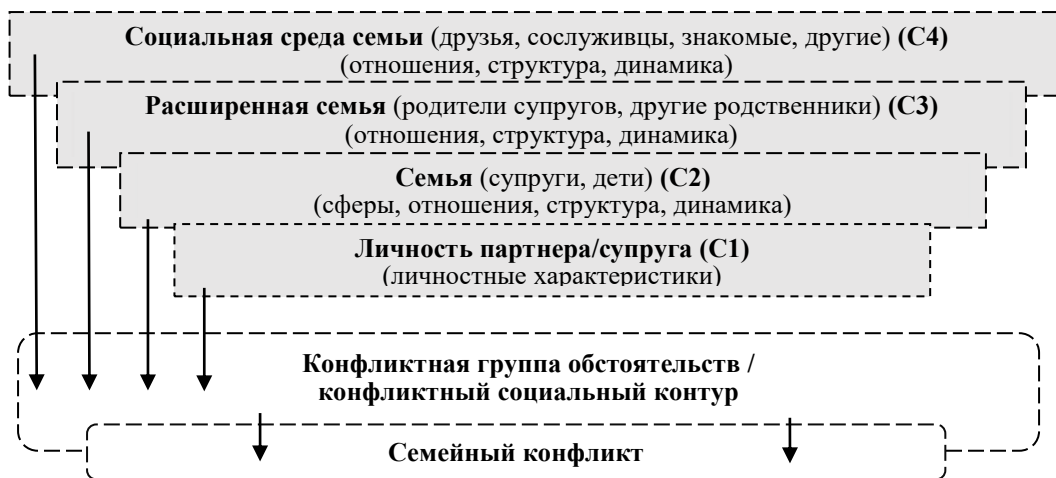 Социальная среда семьи (друзья, сослуживцы, знакомые, другие) (С4)
(отношения, структура, динамика)
Расширенная семья (родители супругов, другие родственники) (С3)
(отношения, структура, динамика)
Семья (супруги, дети) (С2)
(сферы, отношения, структура, динамика)
Личность партнера/супруга (С1)
(личностные характеристики)
Конфликтная группа обстоятельств /
конфликтный социальный контур
Семейный конфликт